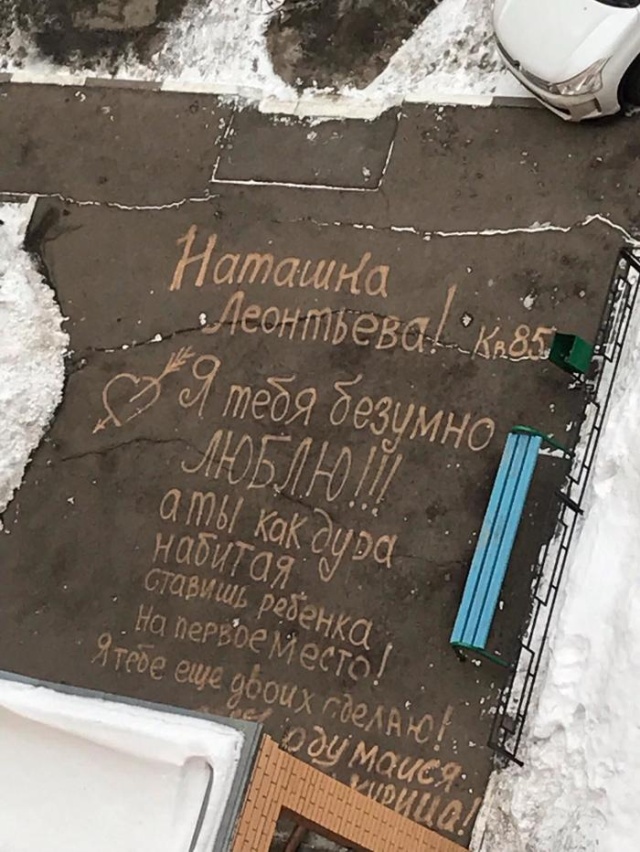 Наташка
Леонтьева! Кв85
Я тебя безумно
ЛЮБЛЮ!!!
а ты как дура
набитая
ставишь ребенка
на первое место!
Я тебе еще двоих сделаю!
одумайся
курица!